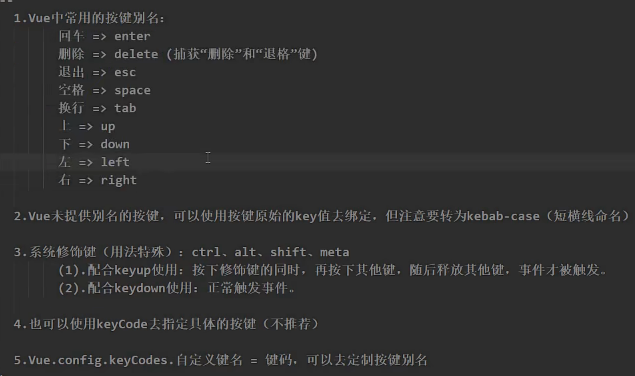 1.Vue中常用的按键别名：
回车 => enter
删除 => delete (捕获“删除”和“退格”键)
退出 => esc
空格 => space
换行 => tab
上 => up
下 => down
左 => left
右 => right
2.Vue未提供别名的按键，可以使用按键原始的key值去绑定，但注意要转为kebab-case（短横线命名）
3.系统修饰键（用法特殊）：ctrl、alt、shift、meta
(1).配合keyup使用：按下修饰键的同时，再按下其他键，随后释放其他键，事件才被触发。
(2).配合keydown使用：正常触发事件。
4.也可以使用keyCode去指定具体的按键（不推荐）
5.Vue.config.keyCodes.自定义键名 = 键码，可以去定制按键别名